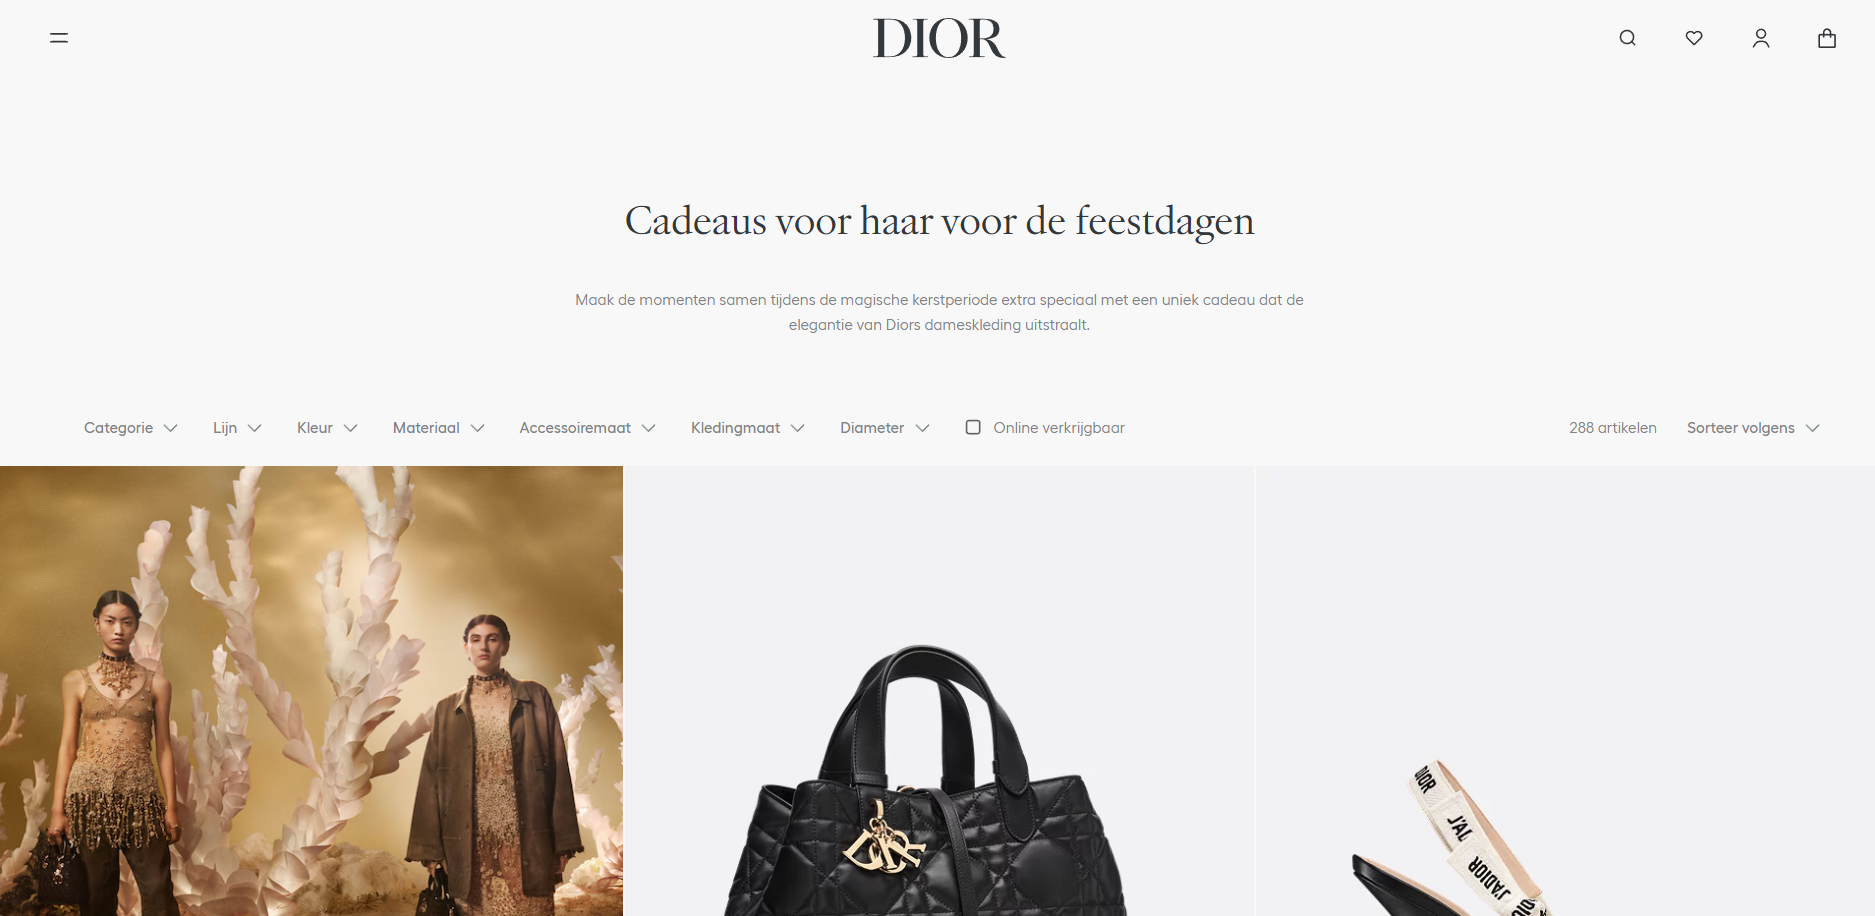 DIOR
Cadeaus voor haar voor de feestdagen
Maak de momenten samen tijdens de magische kerstperiode extra speciaal met een uniek cadeau dat de
elegantie van Diors dameskleding uitstraalt.
Categorie Lijn Kleur Materiaal Accessoiremaat Kledingmaat Diameter Online verkrijgbaar 288 artikelen Sorteer volgens
DIOR
DIOR
J'ADIOR